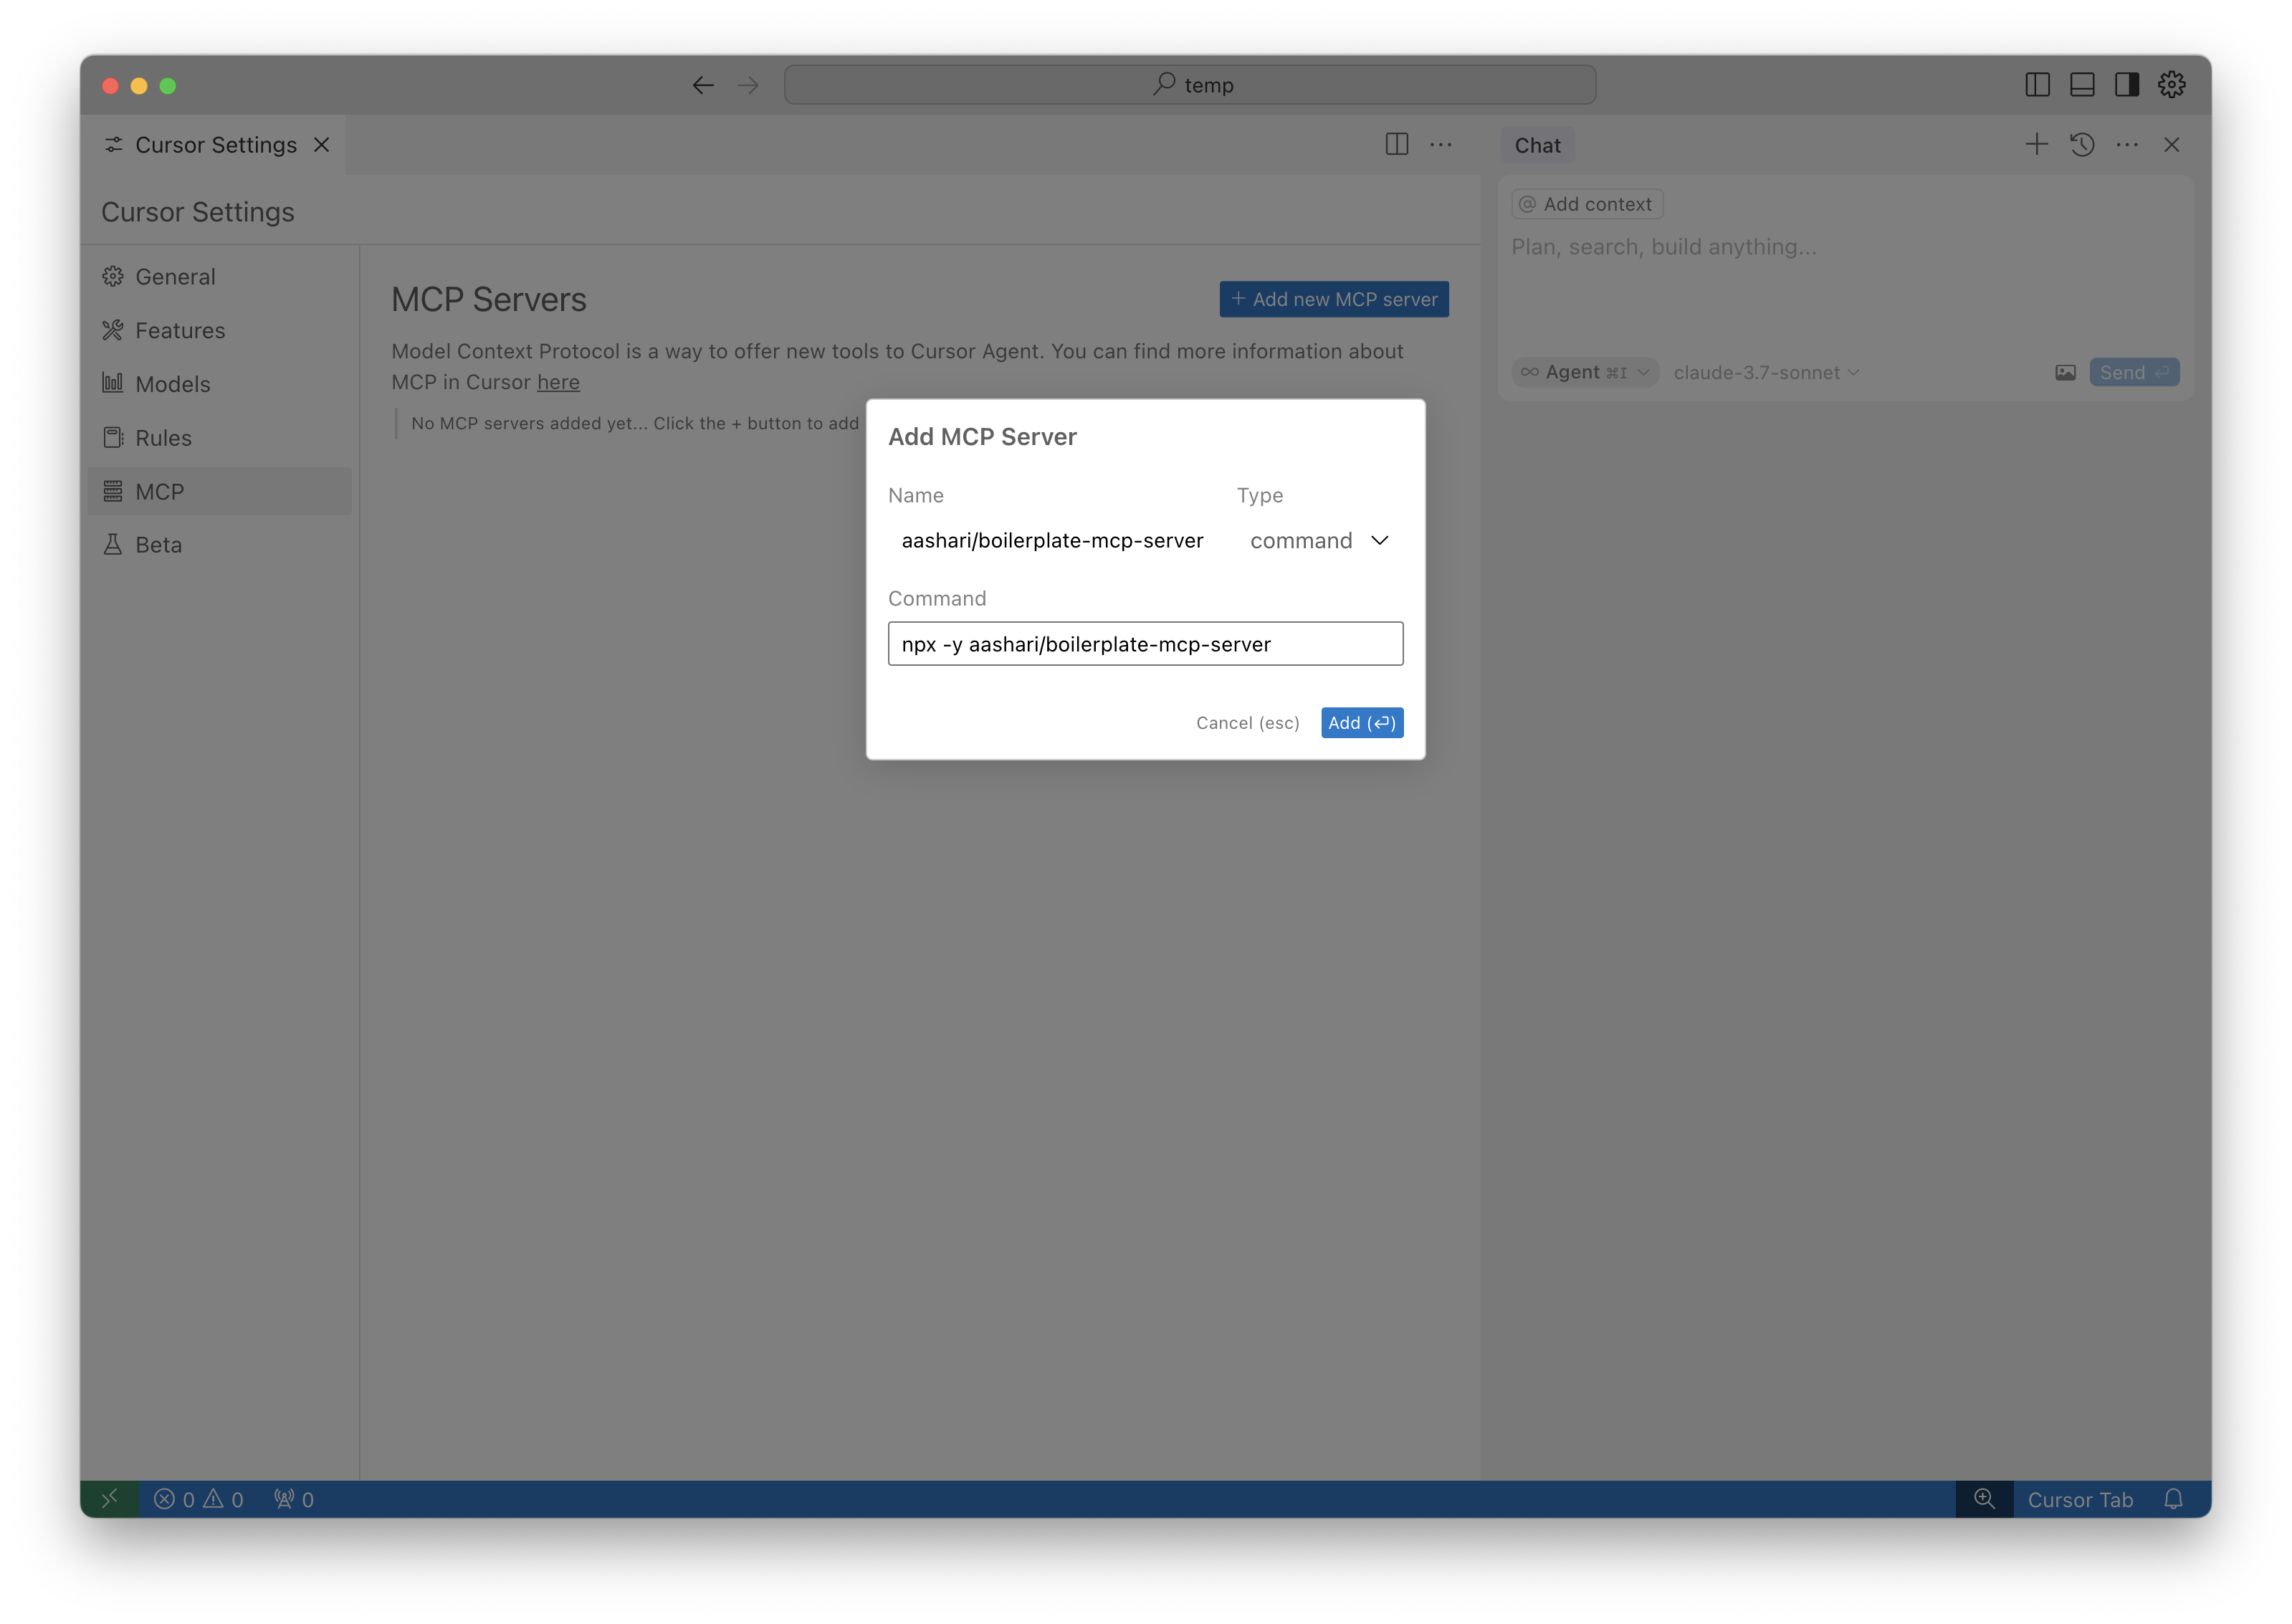 temp
Cursor Settings
Chat
Cursor Settings
@ Add context
Plan, search, build anything...
Agent ⌘I
claude-3.7-sonnet
Send ⏎
General
Features
Models
Rules
MCP
Beta
MCP Servers
+ Add new MCP server
Model Context Protocol is a way to offer new tools to Cursor Agent. You can find more information about
MCP in Cursor here
No MCP servers added yet... Click the + button to add
Add MCP Server
Name
Type
aashari/boilerplate-mcp-server
command
Command
npx -y aashari/boilerplate-mcp-server
Cancel (esc)
Add (⏎)
0 0 0
Cursor Tab